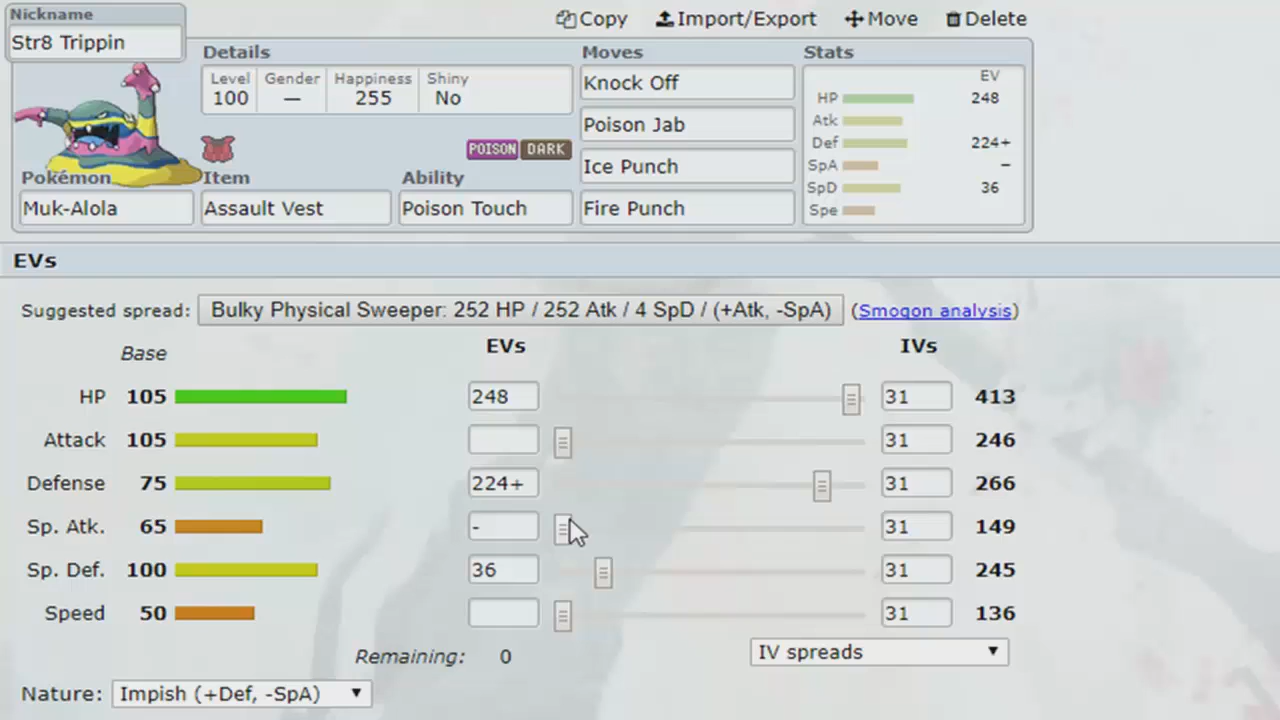 Nickname
Str8 Trippin
Copy Import/Export Move Delete
Details
Level Gender Happiness Shiny
100 — 255 No
POISON DARK
Pokémon Item Ability
Muk-Alola Assault Vest Poison Touch
Moves
Knock Off
Poison Jab
Ice Punch
Fire Punch
Stats
EV
HP 248
Atk
Def 224+
SpA –
SpD 36
Spe
EVs
Suggested spread: Bulky Physical Sweeper: 252 HP / 252 Atk / 4 SpD / (+Atk, -SpA) (Smogon analysis)
Base EVs IVs
HP 105 248 31 413
Attack 105 31 246
Defense 75 224+ 31 266
Sp. Atk. 65 - 31 149
Sp. Def. 100 36 31 245
Speed 50 31 136
Remaining: 0 IV spreads
Nature: Impish (+Def, -SpA)